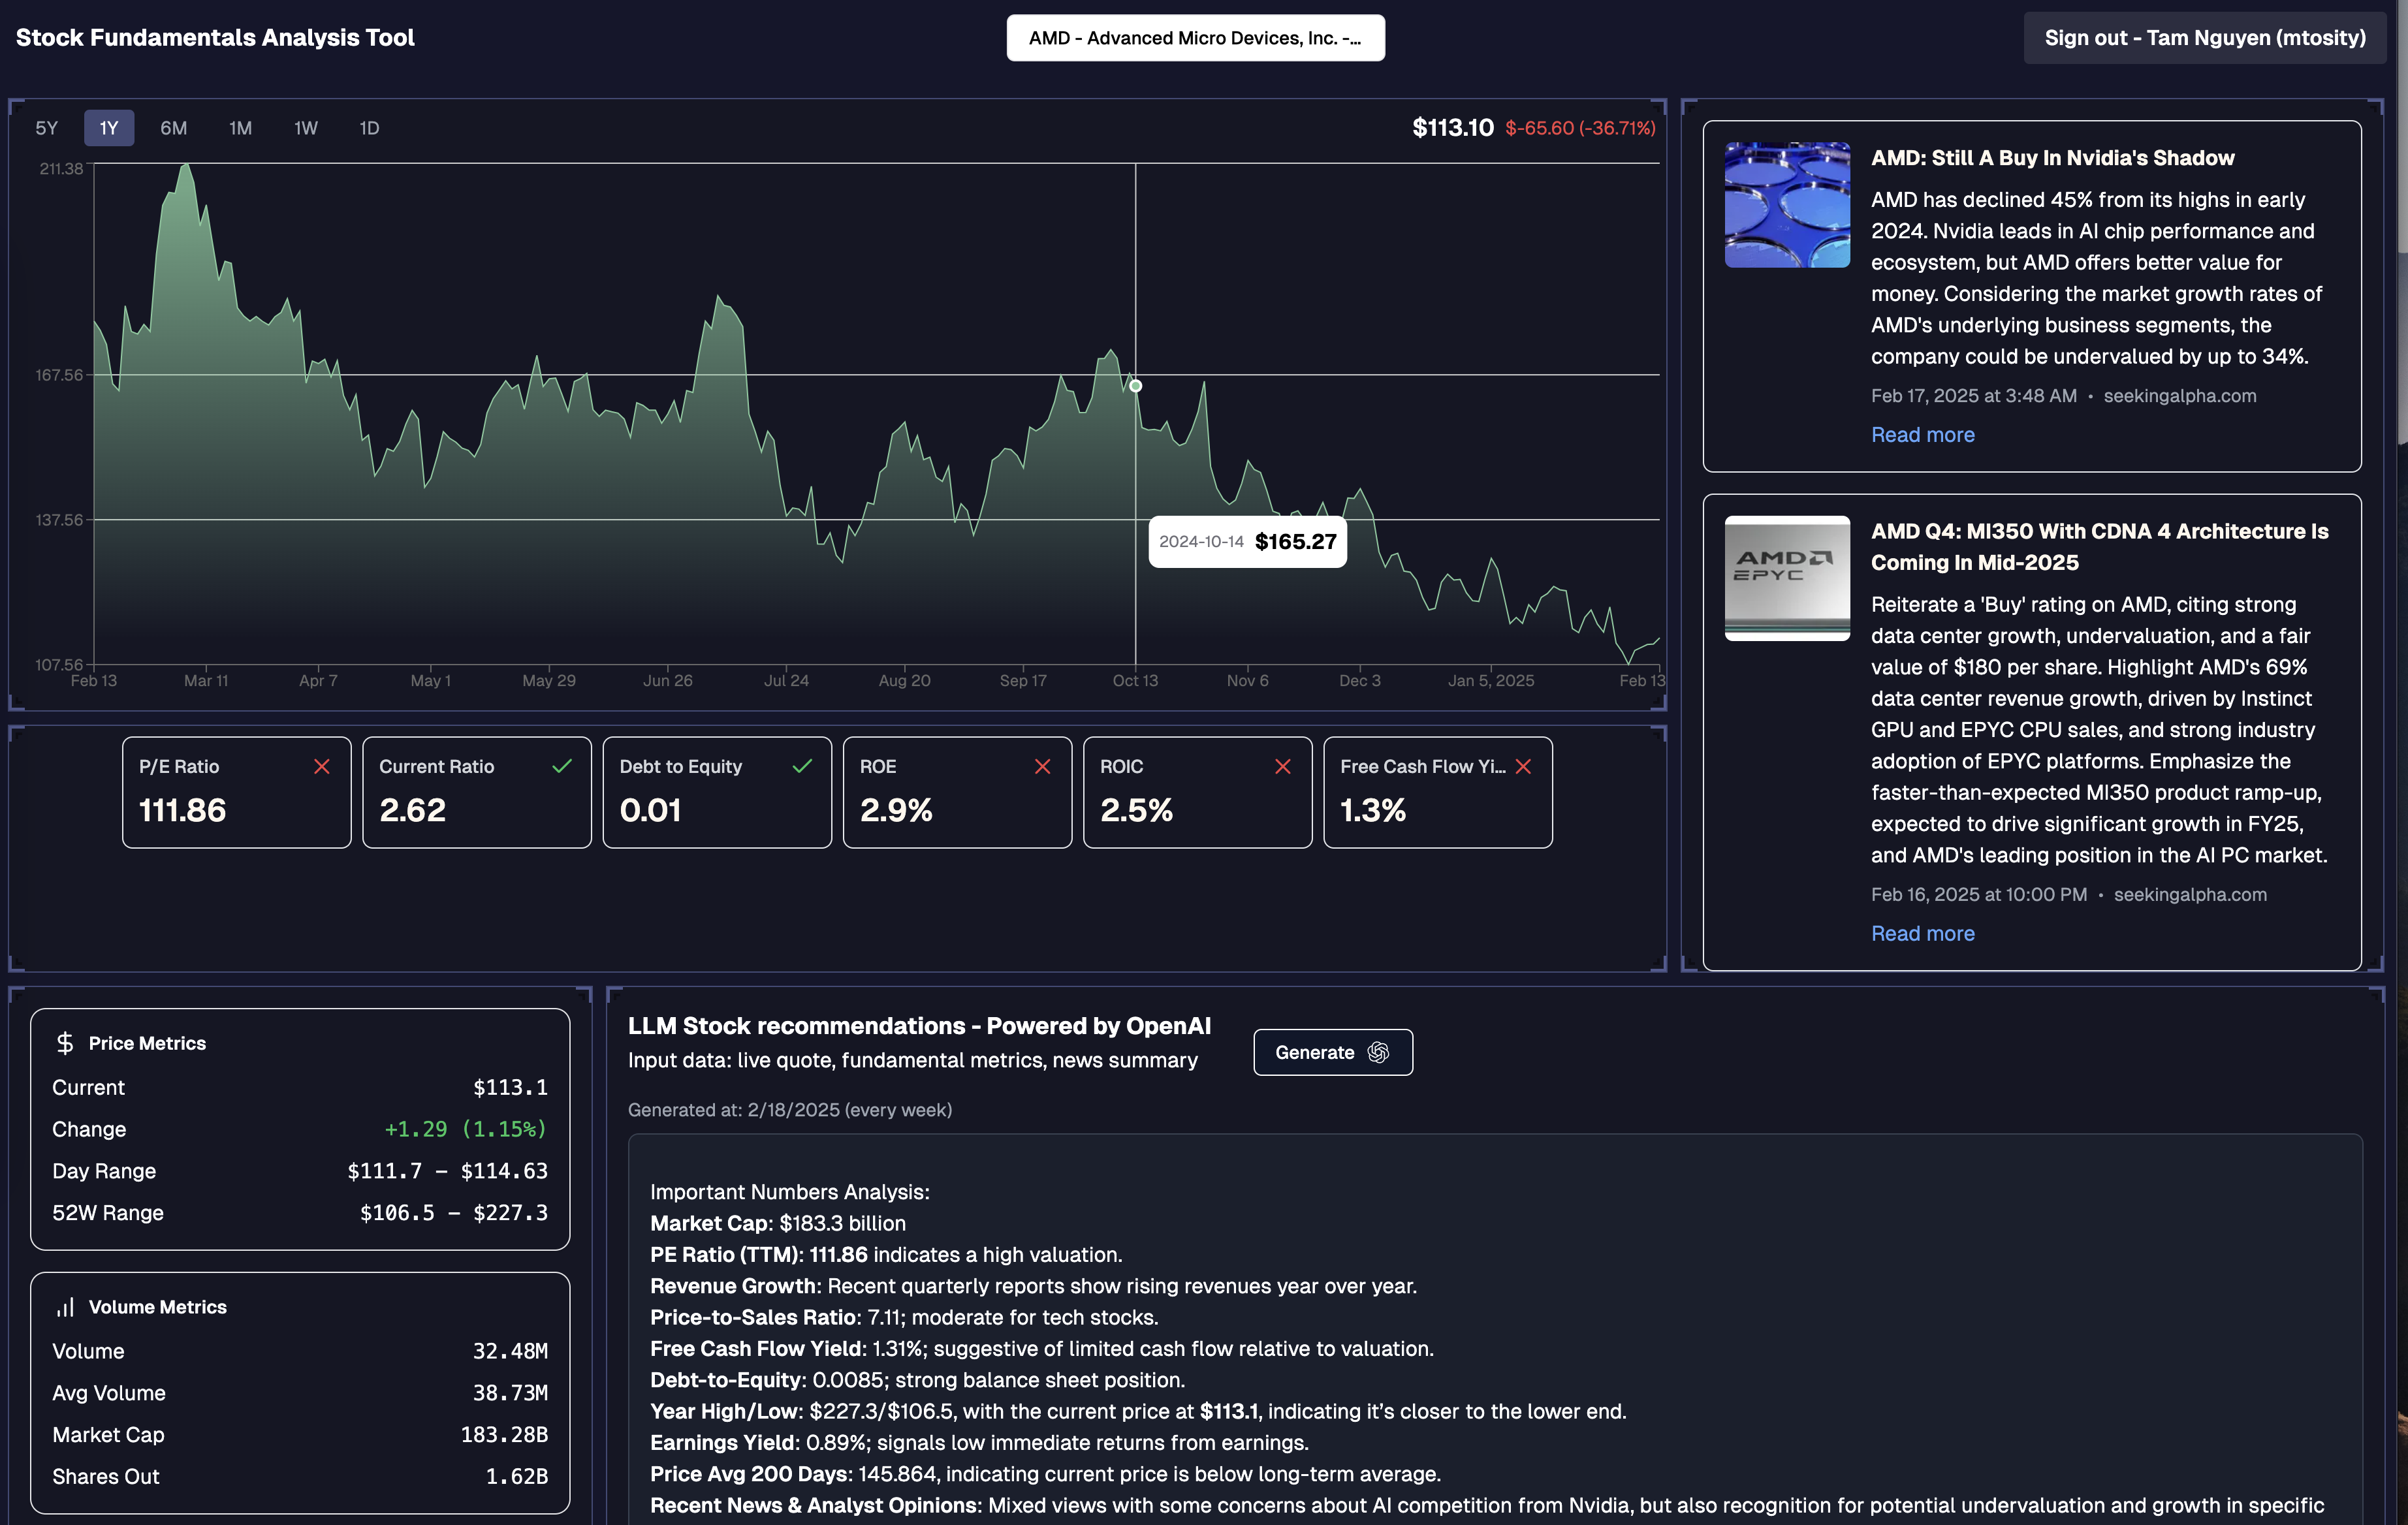 Stock Fundamentals Analysis Tool
AMD - Advanced Micro Devices, Inc. -...
Sign out - Tam Nguyen (mtosity)
5Y 1Y 6M 1M 1W 1D
$113.10 $-65.60 (-36.71%)
211.38
167.56
137.56
107.56
2024-10-14 $165.27
Feb 13 Mar 11 Apr 7 May 1 May 29 Jun 26 Jul 24 Aug 20 Sep 17 Oct 13 Nov 6 Dec 3 Jan 5, 2025 Feb 13
P/E Ratio
111.86
Current Ratio
2.62
Debt to Equity
0.01
ROE
2.9%
ROIC
2.5%
Free Cash Flow Yi...
1.3%
AMD: Still A Buy In Nvidia's Shadow
AMD has declined 45% from its highs in early
2024. Nvidia leads in AI chip performance and
ecosystem, but AMD offers better value for
money. Considering the market growth rates of
AMD's underlying business segments, the
company could be undervalued by up to 34%.
Feb 17, 2025 at 3:48 AM • seekingalpha.com
Read more
AMD
EPYC
AMD Q4: MI350 With CDNA 4 Architecture Is
Coming In Mid-2025
Reiterate a 'Buy' rating on AMD, citing strong
data center growth, undervaluation, and a fair
value of $180 per share. Highlight AMD's 69%
data center revenue growth, driven by Instinct
GPU and EPYC CPU sales, and strong industry
adoption of EPYC platforms. Emphasize the
faster-than-expected MI350 product ramp-up,
expected to drive significant growth in FY25,
and AMD's leading position in the AI PC market.
Feb 16, 2025 at 10:00 PM • seekingalpha.com
Read more
Price Metrics
Current $113.1
Change +1.29 (1.15%)
Day Range $111.7 – $114.63
52W Range $106.5 – $227.3
Volume Metrics
Volume 32.48M
Avg Volume 38.73M
Market Cap 183.28B
Shares Out 1.62B
LLM Stock recommendations - Powered by OpenAI
Input data: live quote, fundamental metrics, news summary
Generate
Generated at: 2/18/2025 (every week)
Important Numbers Analysis:
Market Cap: $183.3 billion
PE Ratio (TTM): 111.86 indicates a high valuation.
Revenue Growth: Recent quarterly reports show rising revenues year over year.
Price-to-Sales Ratio: 7.11; moderate for tech stocks.
Free Cash Flow Yield: 1.31%; suggestive of limited cash flow relative to valuation.
Debt-to-Equity: 0.0085; strong balance sheet position.
Year High/Low: $227.3/$106.5, with the current price at $113.1, indicating it’s closer to the lower end.
Earnings Yield: 0.89%; signals low immediate returns from earnings.
Price Avg 200 Days: 145.864, indicating current price is below long-term average.
Recent News & Analyst Opinions: Mixed views with some concerns about AI competition from Nvidia, but also recognition for potential undervaluation and growth in specific